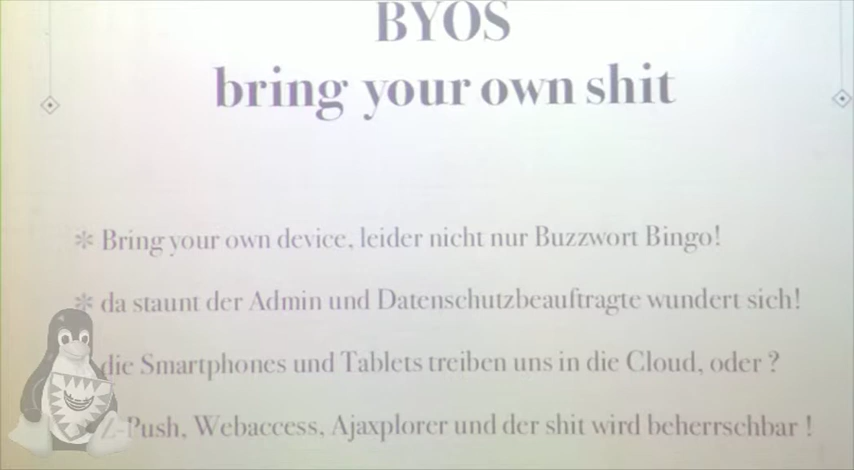 BYOS
bring your own shit
* Bring your own device, leider nicht nur Buzzwort Bingo!
* da staunt der Admin und Datenschutzbeauftragte wundert sich!
die Smartphones und Tablets treiben uns in die Cloud, oder ?
Z-Push, Webaccess, Ajaxplorer und der shit wird beherrschbar !